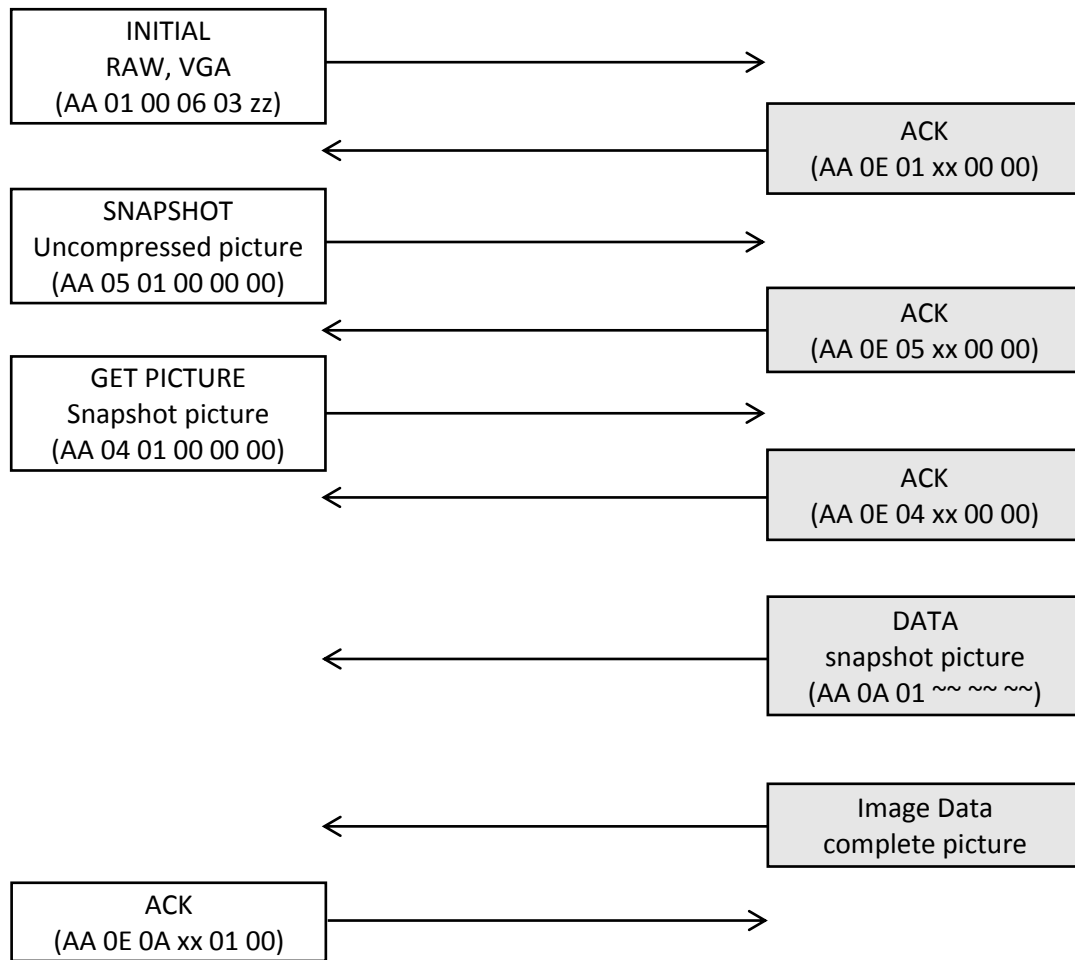 INITIAL
RAW, VGA
(AA 01 00 06 03 zz)
ACK
(AA 0E 01 xx 00 00)
SNAPSHOT
Uncompressed picture
(AA 05 01 00 00 00)
ACK
(AA 0E 05 xx 00 00)
GET PICTURE
Snapshot picture
(AA 04 01 00 00 00)
ACK
(AA 0E 04 xx 00 00)
DATA
snapshot picture
(AA 0A 01 ~~ ~~ ~~)
Image Data
complete picture
ACK
(AA 0E 0A xx 01 00)